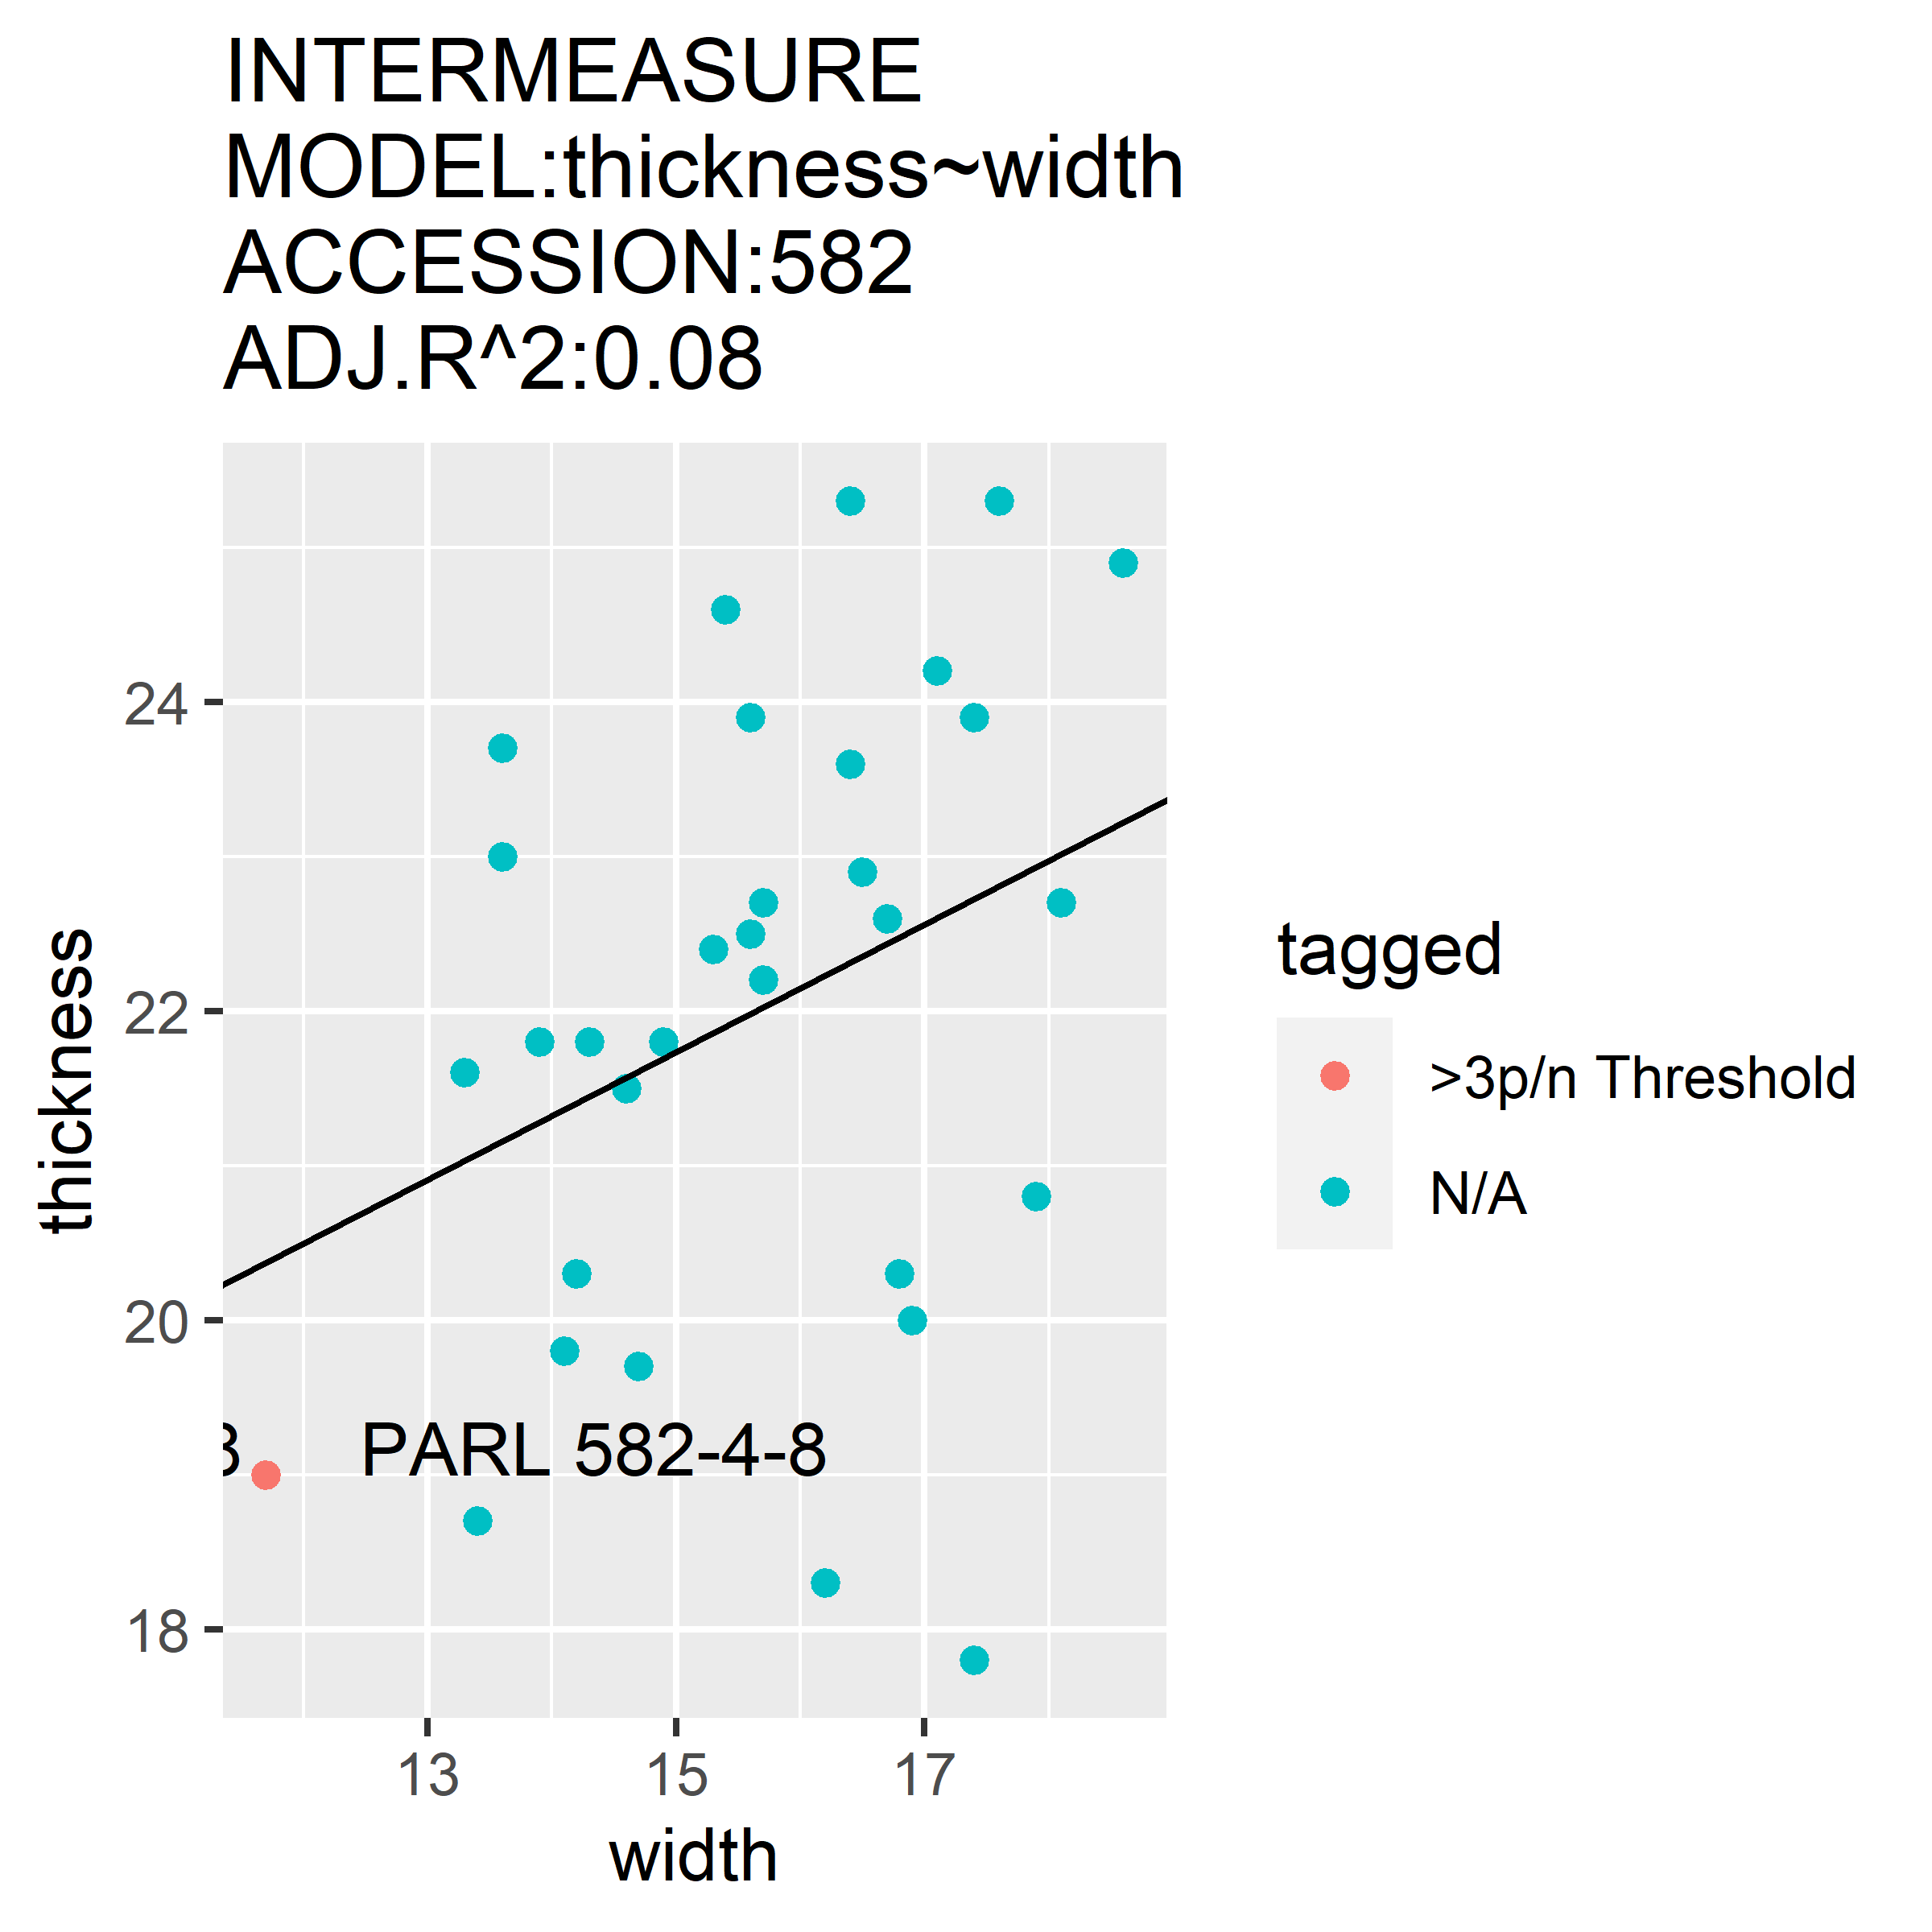 INTERMEASURE
MODEL:thickness~width
ACCESSION:582
ADJ.R^2:0.08
24
22
20
18
thickness
PARL 582-4-8
13 15 17
width
tagged
>3p/n Threshold
N/A